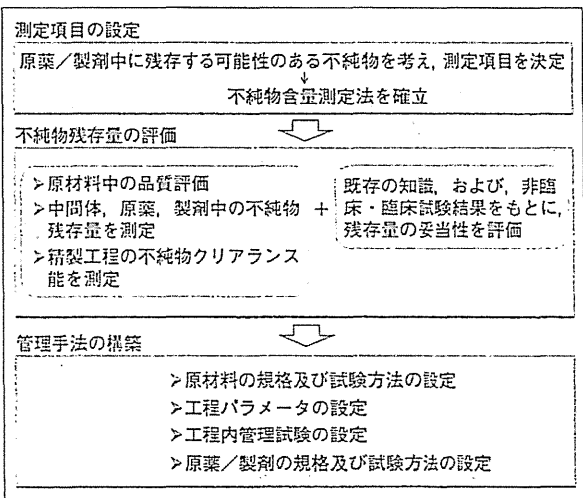 測定項目の設定
原薬／製剤中に残存する可能性のある不純物を考え，測定項目を決定
↓
不純物含量測定法を確立
不純物残存量の評価
➢原材料中の品質評価
➢中間体，原薬，製剤中の不純物
残存量を測定
➢精製工程の不純物クリアランス
能を測定
+
既存の知識，および，非臨
床・臨床試験結果をもとに，
残存量の妥当性を評価
管理手法の構築
➢原材料の規格及び試験方法の設定
➢工程パラメータの設定
➢工程内管理試験の設定
➢原薬／製剤の規格及び試験方法の設定